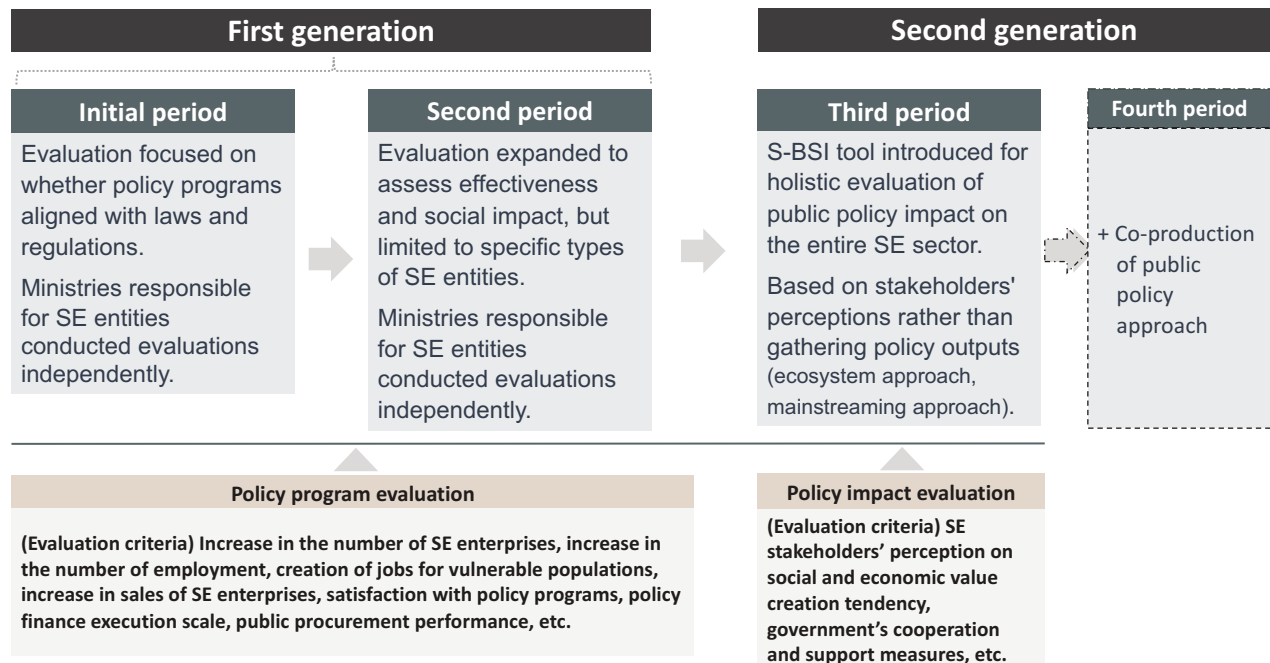 First generation
Second generation
Initial period
Evaluation focused on
whether policy programs
aligned with laws and
regulations.
Ministries responsible
for SE entities
conducted evaluations
independently.
Second period
Evaluation expanded to
assess effectiveness
and social impact, but
limited to specific types
of SE entities.
Ministries responsible
for SE entities
conducted evaluations
independently.
Third period
S-BSI tool introduced for
holistic evaluation of
public policy impact on
the entire SE sector.
Based on stakeholders'
perceptions rather than
gathering policy outputs
(ecosystem approach,
mainstreaming approach).
Fourth period
+ Co-production
of public
policy
approach
Policy program evaluation
(Evaluation criteria) Increase in the number of SE enterprises, increase in
the number of employment, creation of jobs for vulnerable populations,
increase in sales of SE enterprises, satisfaction with policy programs, policy
finance execution scale, public procurement performance, etc.
Policy impact evaluation
(Evaluation criteria) SE
stakeholders’ perception on
social and economic value
creation tendency,
government’s cooperation
and support measures, etc.